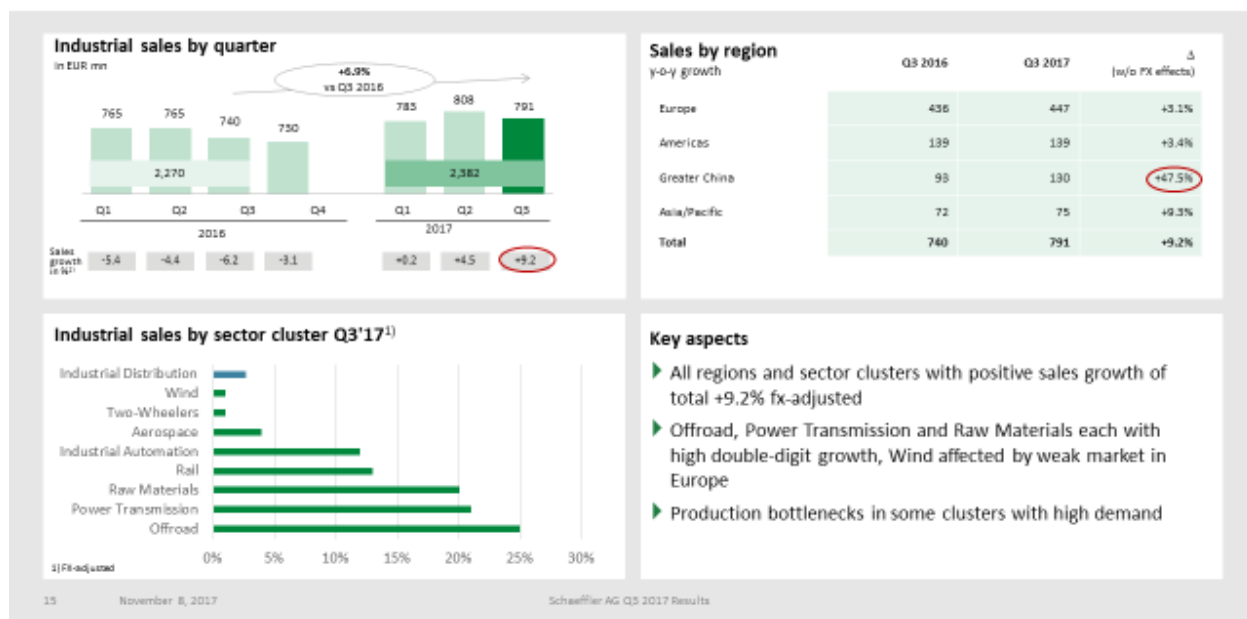 Industrial sales by quarter
in EUR mn
+6.9%
vs Q3 2016
765 765 740 730 785 808 791
2,270 2,382
Q1 Q2 Q3 Q4 Q1 Q2 Q3
2016 2017
Sales
growth
in %1)
-5.4 -4.4 -6.2 -3.1 +0.2 +4.5 +9.2
Sales by region
y-o-y growth
Q3 2016 Q3 2017 Δ
(w/o FX effects)
Europe 436 447 +3.1%
Americas 139 139 +3.4%
Greater China 93 130 +47.5%
Asia/Pacific 72 75 +9.3%
Total 740 791 +9.2%
Industrial sales by sector cluster Q3'17 1)
Industrial Distribution
Wind
Two-Wheelers
Aerospace
Industrial Automation
Rail
Raw Materials
Power Transmission
Offroad
0% 5% 10% 15% 20% 25% 30%
1) FX-adjusted
Key aspects
All regions and sector clusters with positive sales growth of
total +9.2% fx-adjusted
Offroad, Power Transmission and Raw Materials each with
high double-digit growth, Wind affected by weak market in
Europe
Production bottlenecks in some clusters with high demand
15 November 8, 2017 Schaeffler AG Q3 2017 Results